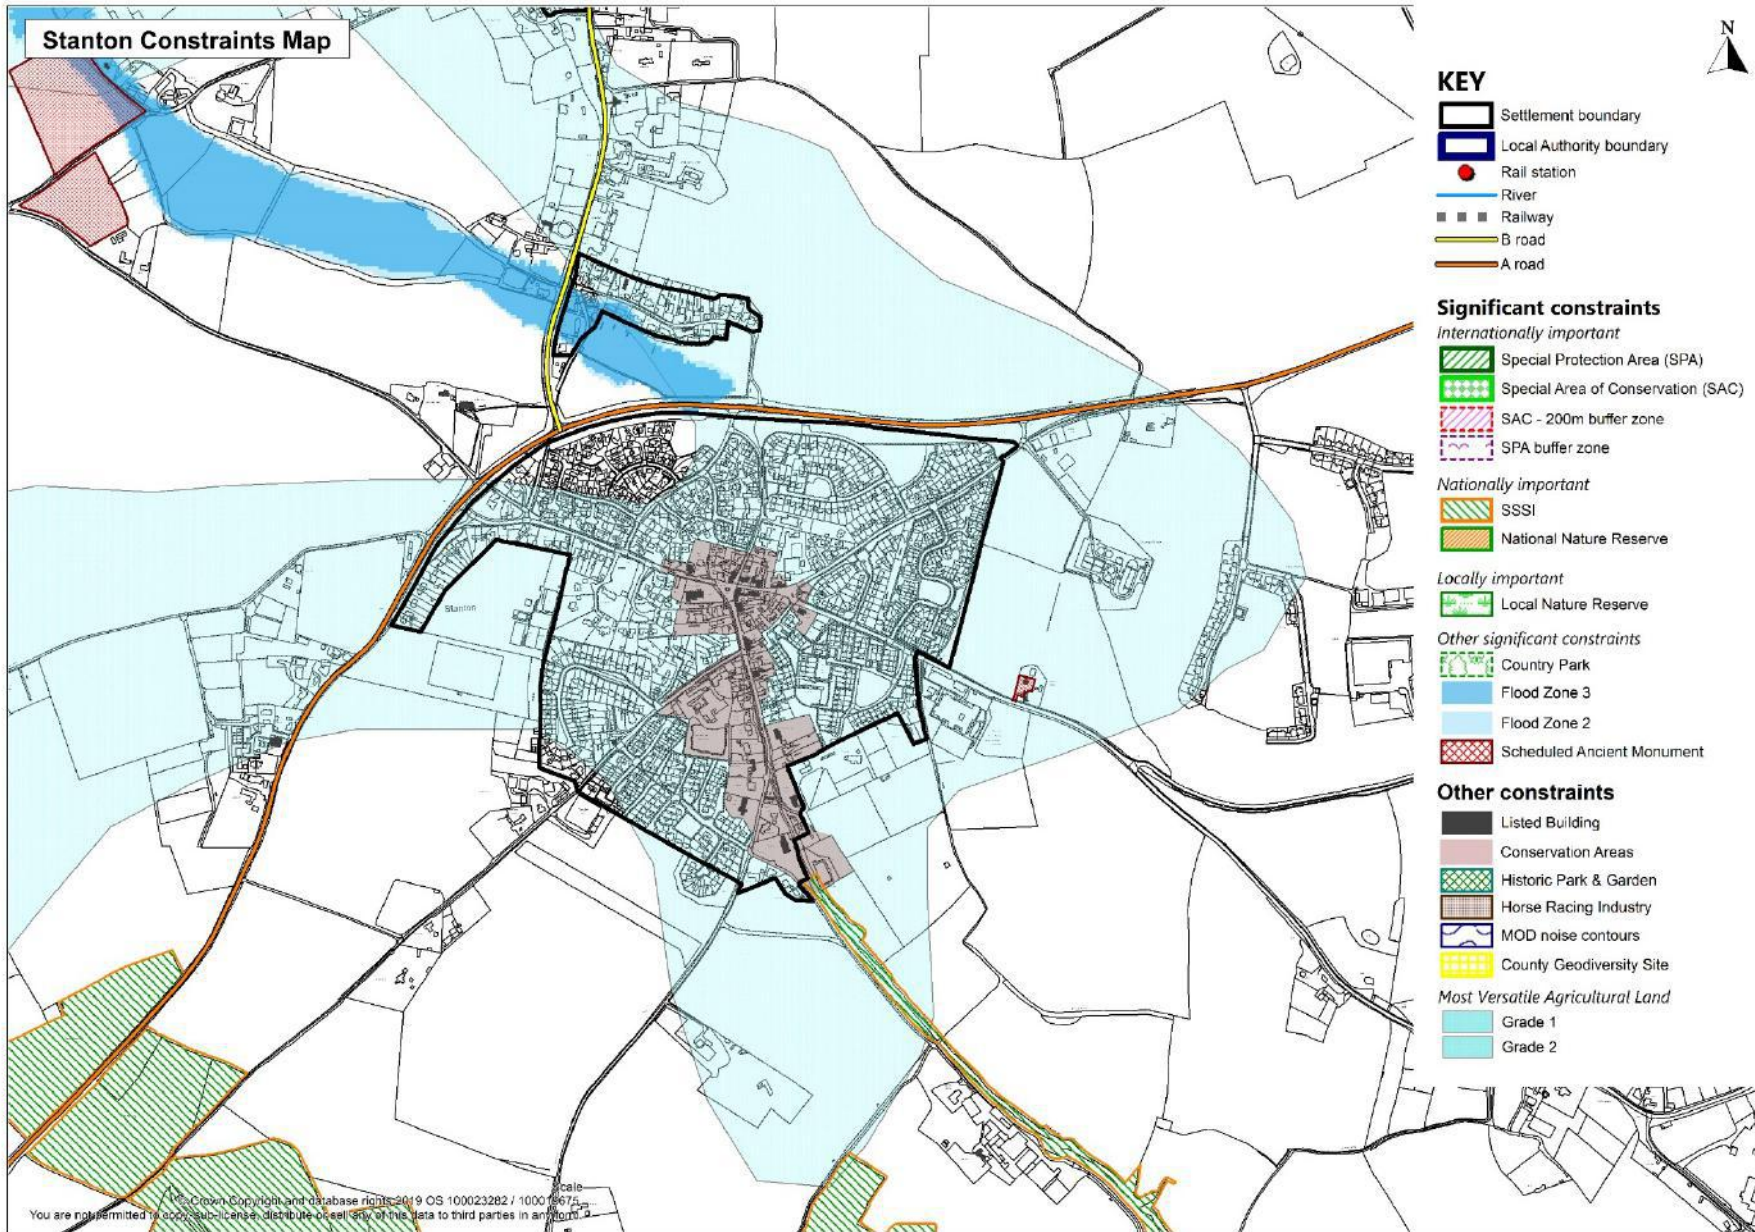 Stanton Constraints Map
N
KEY
Settlement boundary
Local Authority boundary
Rail station
River
Railway
B road
A road
Significant constraints
Internationally important
Special Protection Area (SPA)
Special Area of Conservation (SAC)
SAC - 200m buffer zone
SPA buffer zone
Nationally important
SSSI
National Nature Reserve
Locally important
Local Nature Reserve
Other significant constraints
Country Park
Flood Zone 3
Flood Zone 2
Scheduled Ancient Monument
Other constraints
Listed Building
Conservation Areas
Historic Park & Garden
Horse Racing Industry
MOD noise contours
County Geodiversity Site
Most Versatile Agricultural Land
Grade 1
Grade 2
Stanton
© Crown Copyright and database rights 2019 OS 100023282 /
You are not permitted to copy, sub-license, distribute or sell any of this data to third parties in any form.